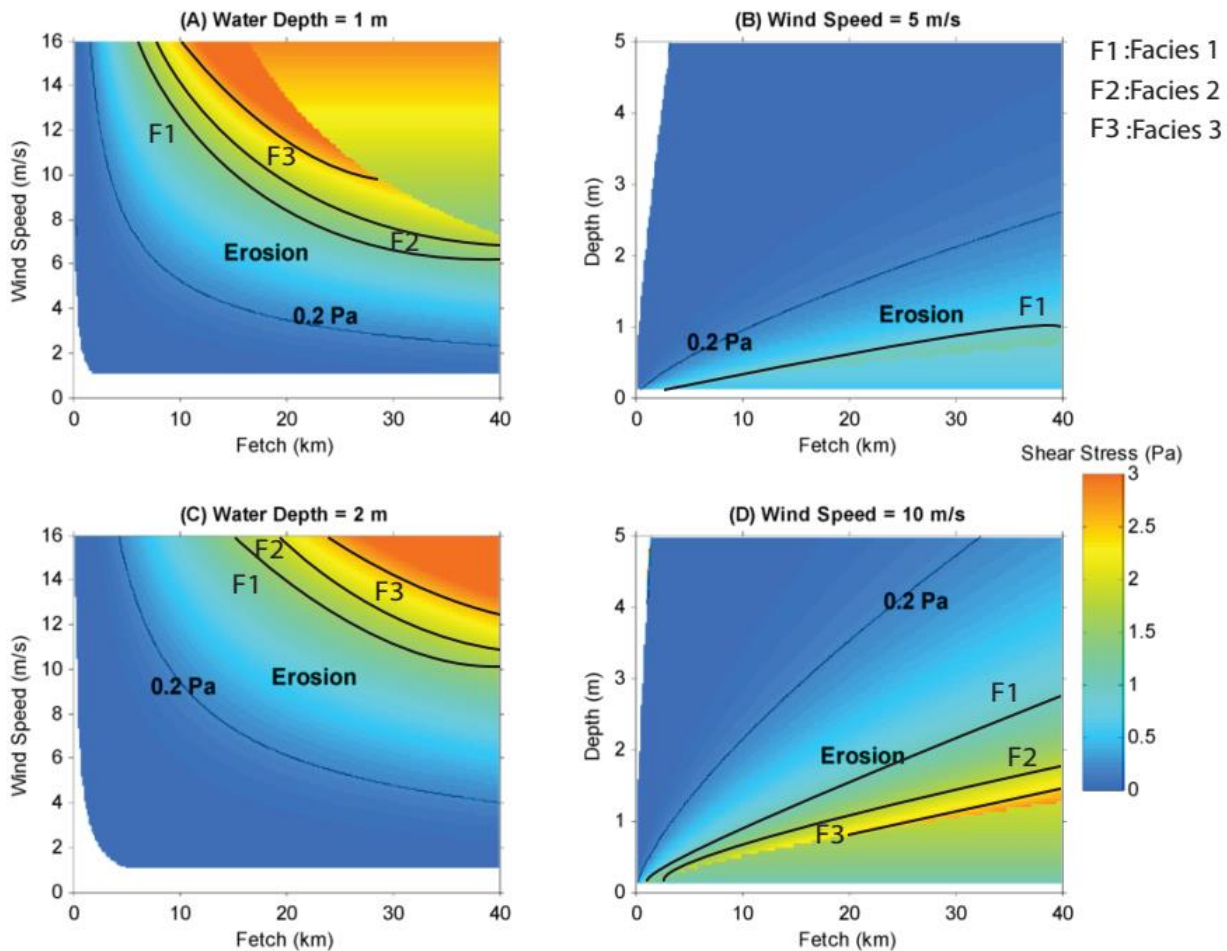 (A) Water Depth = 1 m
16
14
12
10
8
6
4
2
0
Wind Speed (m/s)
F1
F3
F2
Erosion
0.2 Pa
0 10 20 30 40
Fetch (km)
(B) Wind Speed = 5 m/s
5
4
3
2
1
0
Depth (m)
0.2 Pa
Erosion
F1
0 10 20 30 40
Fetch (km)
F1:Facies 1
F2:Facies 2
F3:Facies 3
(C) Water Depth = 2 m
16
14
12
10
8
6
4
2
0
Wind Speed (m/s)
F2
F1
F3
Erosion
0.2 Pa
0 10 20 30 40
Fetch (km)
(D) Wind Speed = 10 m/s
5
4
3
2
1
0
Depth (m)
0.2 Pa
F1
Erosion
F2
F3
0 10 20 30 40
Fetch (km)
Shear Stress (Pa)
3
2.5
2
1.5
1
0.5
0